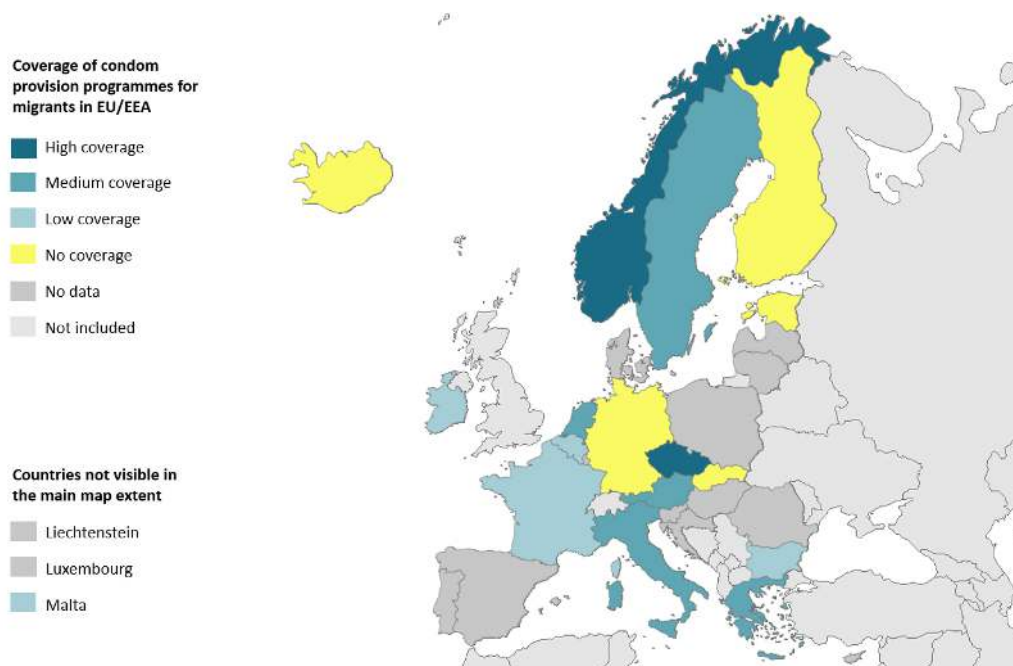 Coverage of condom
provision programmes for
migrants in EU/EEA
High coverage
Medium coverage
Low coverage
No coverage
No data
Not included
Countries not visible in
the main map extent
Liechtenstein
Luxembourg
Malta